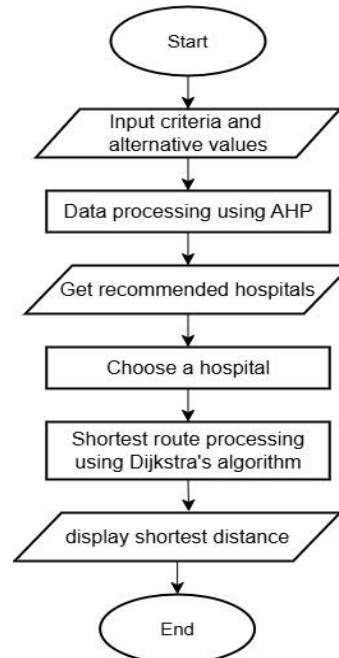 Start
Input criteria and
alternative values
Data processing using AHP
Get recommended hospitals
Choose a hospital
Shortest route processing
using Dijkstra's algorithm
display shortest distance
End